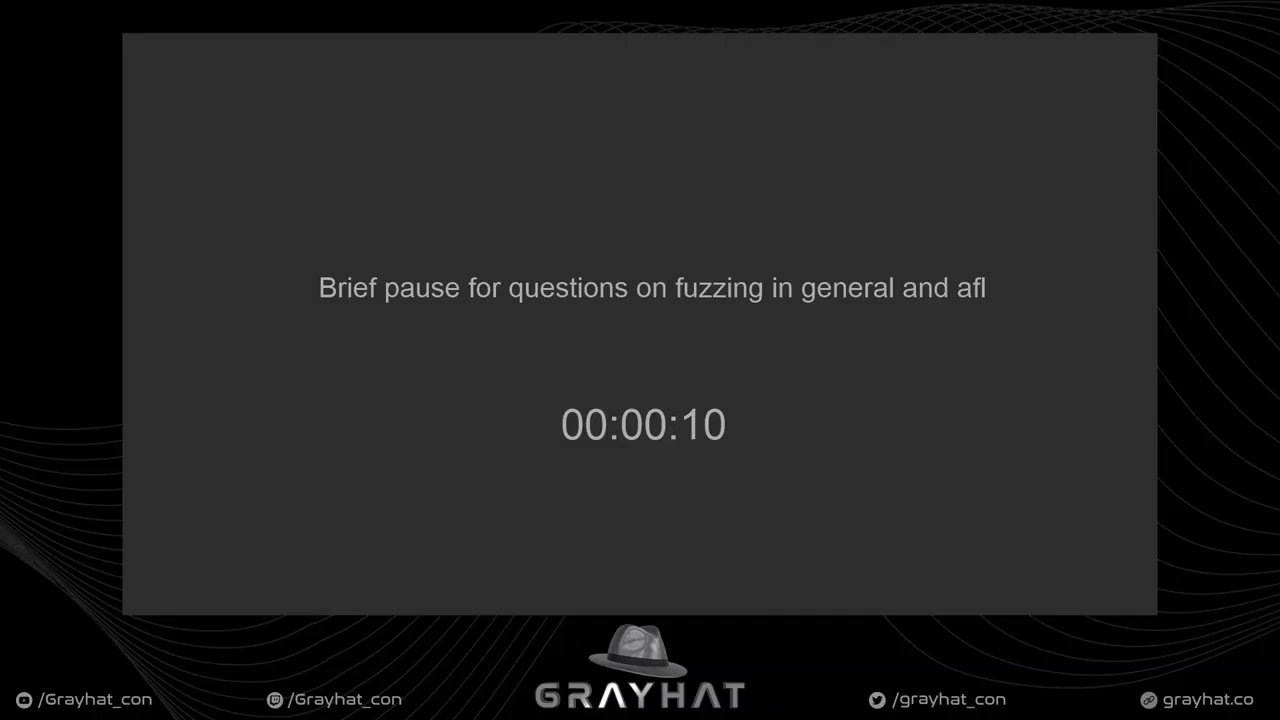 Brief pause for questions on fuzzing in general and afl
00:00:10
GRAYHAT
/Grayhat_con
/Grayhat_con
/grayhat_con
grayhat.co